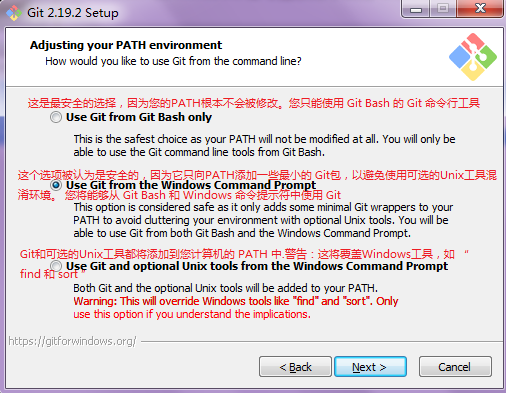 Git 2.19.2 Setup
Adjusting your PATH environment
How would you like to use Git from the command line?
这是最安全的选择，因为您的PATH根本不会被修改。您只能使用 Git Bash 的 Git 命令行工具
Use Git from Git Bash only
This is the safest choice as your PATH will not be modified at all. You will only be
able to use the Git command line tools from Git Bash.
这个选项被认为是安全的，因为它只向PATH添加一些最小的 Git包，以避免使用可选的Unix工具混
Use Git from the Windows Command Prompt
淆环境。 您将能够从 Git Bash 和 Windows 命令提示符中使用 Git
This option is considered safe as it only adds some minimal Git wrappers to your
PATH to avoid cluttering your environment with optional Unix tools. You will be
able to use Git from both Git Bash and the Windows Command Prompt.
Git和可选的Unix工具都将添加到您计算机的 PATH 中.警告：这将覆盖Windows工具，如 “
find 和 sort ”
Use Git and optional Unix tools from the Windows Command Prompt
Both Git and the optional Unix tools will be added to your PATH.
Warning: This will override Windows tools like "find" and "sort". Only
use this option if you understand the implications.
https://gitforwindows.org/
< Back
Next >
Cancel